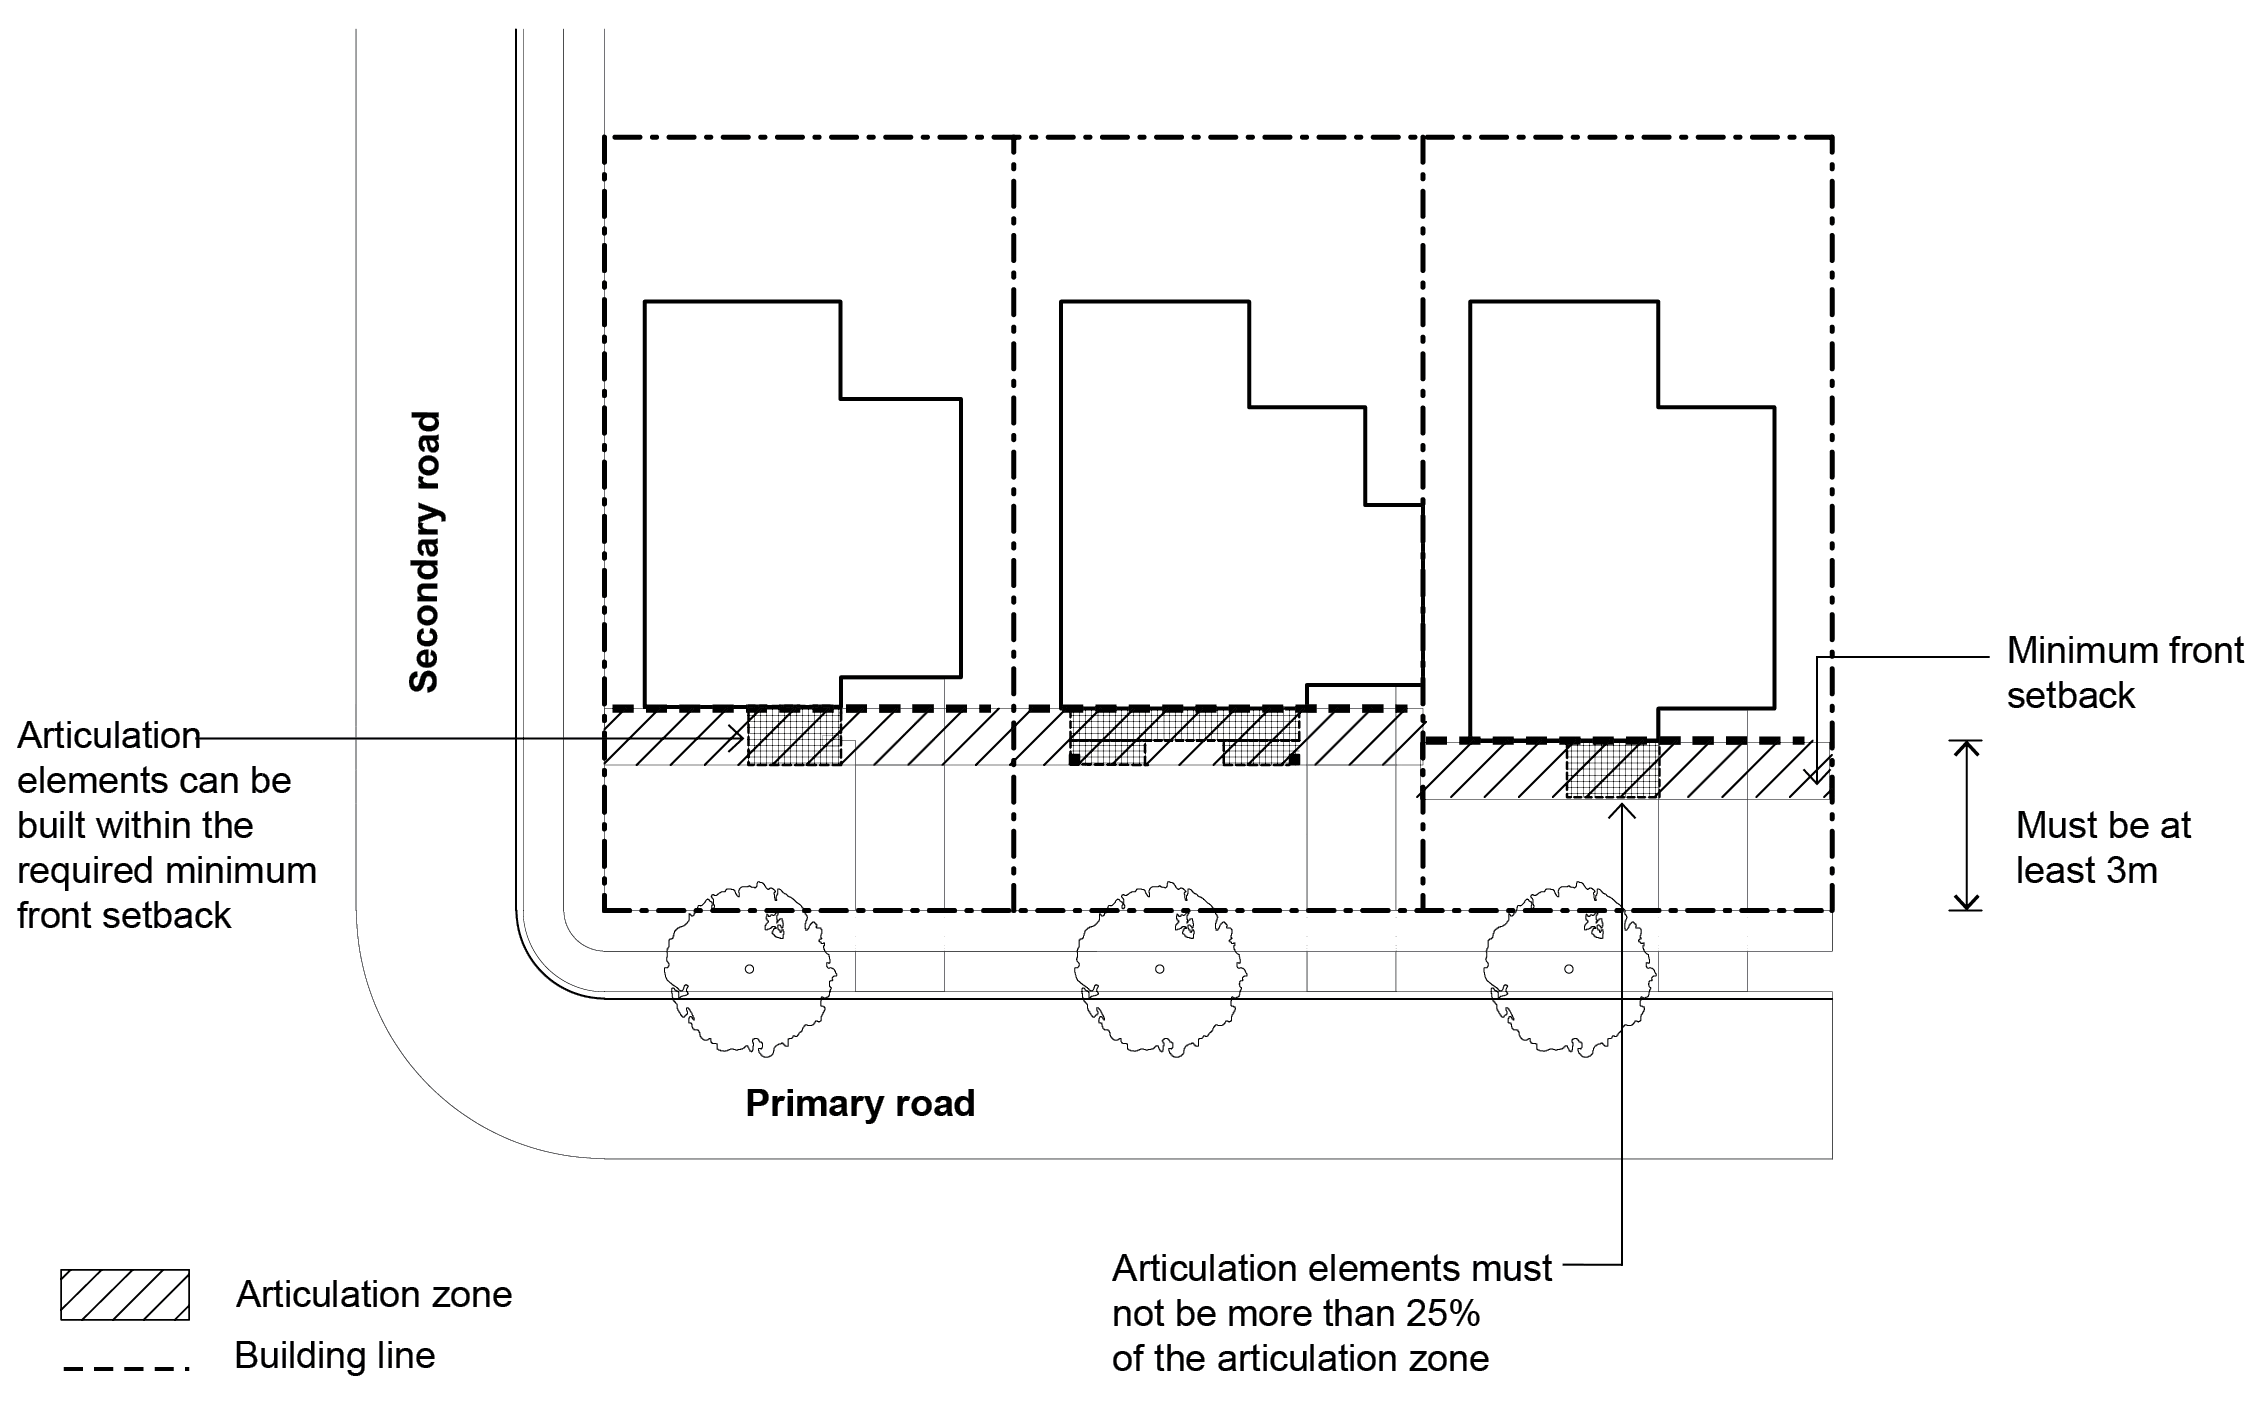 Secondary road
Minimum front
setback
Articulation
elements can be
built within the
required minimum
front setback
Must be at
least 3m
Primary road
Articulation elements must
not be more than 25%
of the articulation zone
Articulation zone
Building line